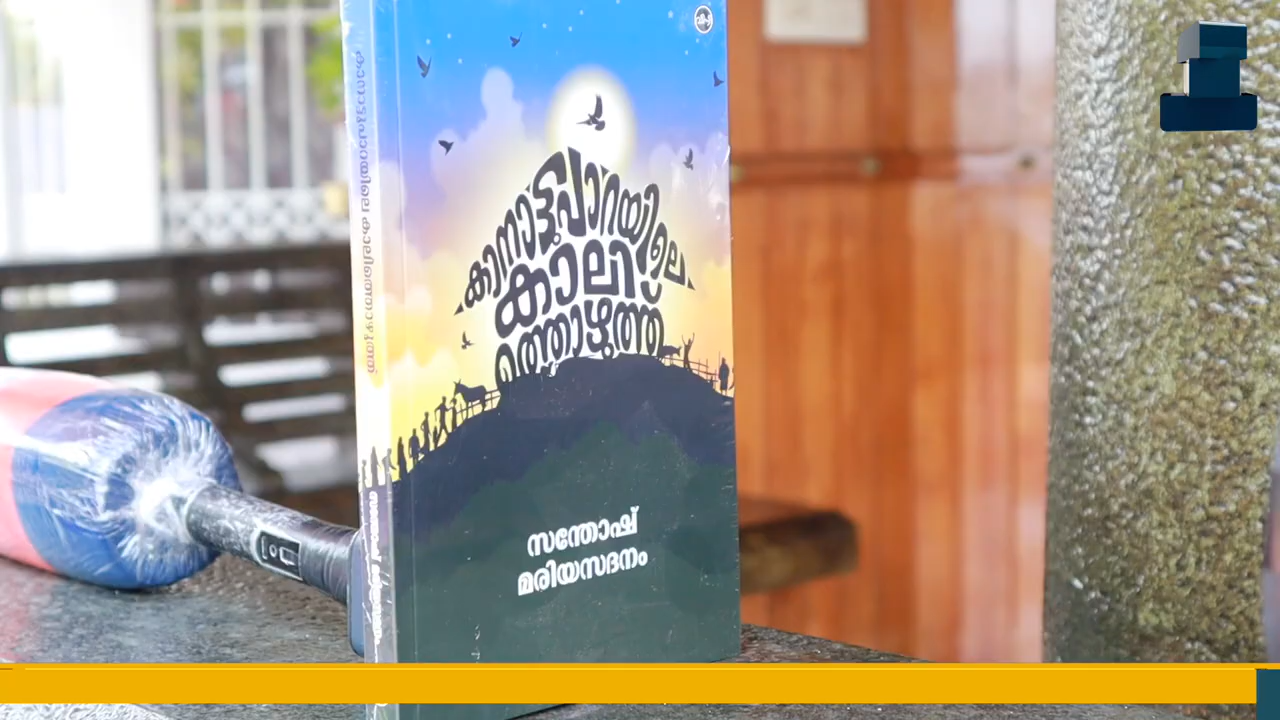 കാനാട്ടുപാറയിലെ
കാലി
ത്തൊഴുത്ത്
സന്തോഷ്
മരിയസദനം